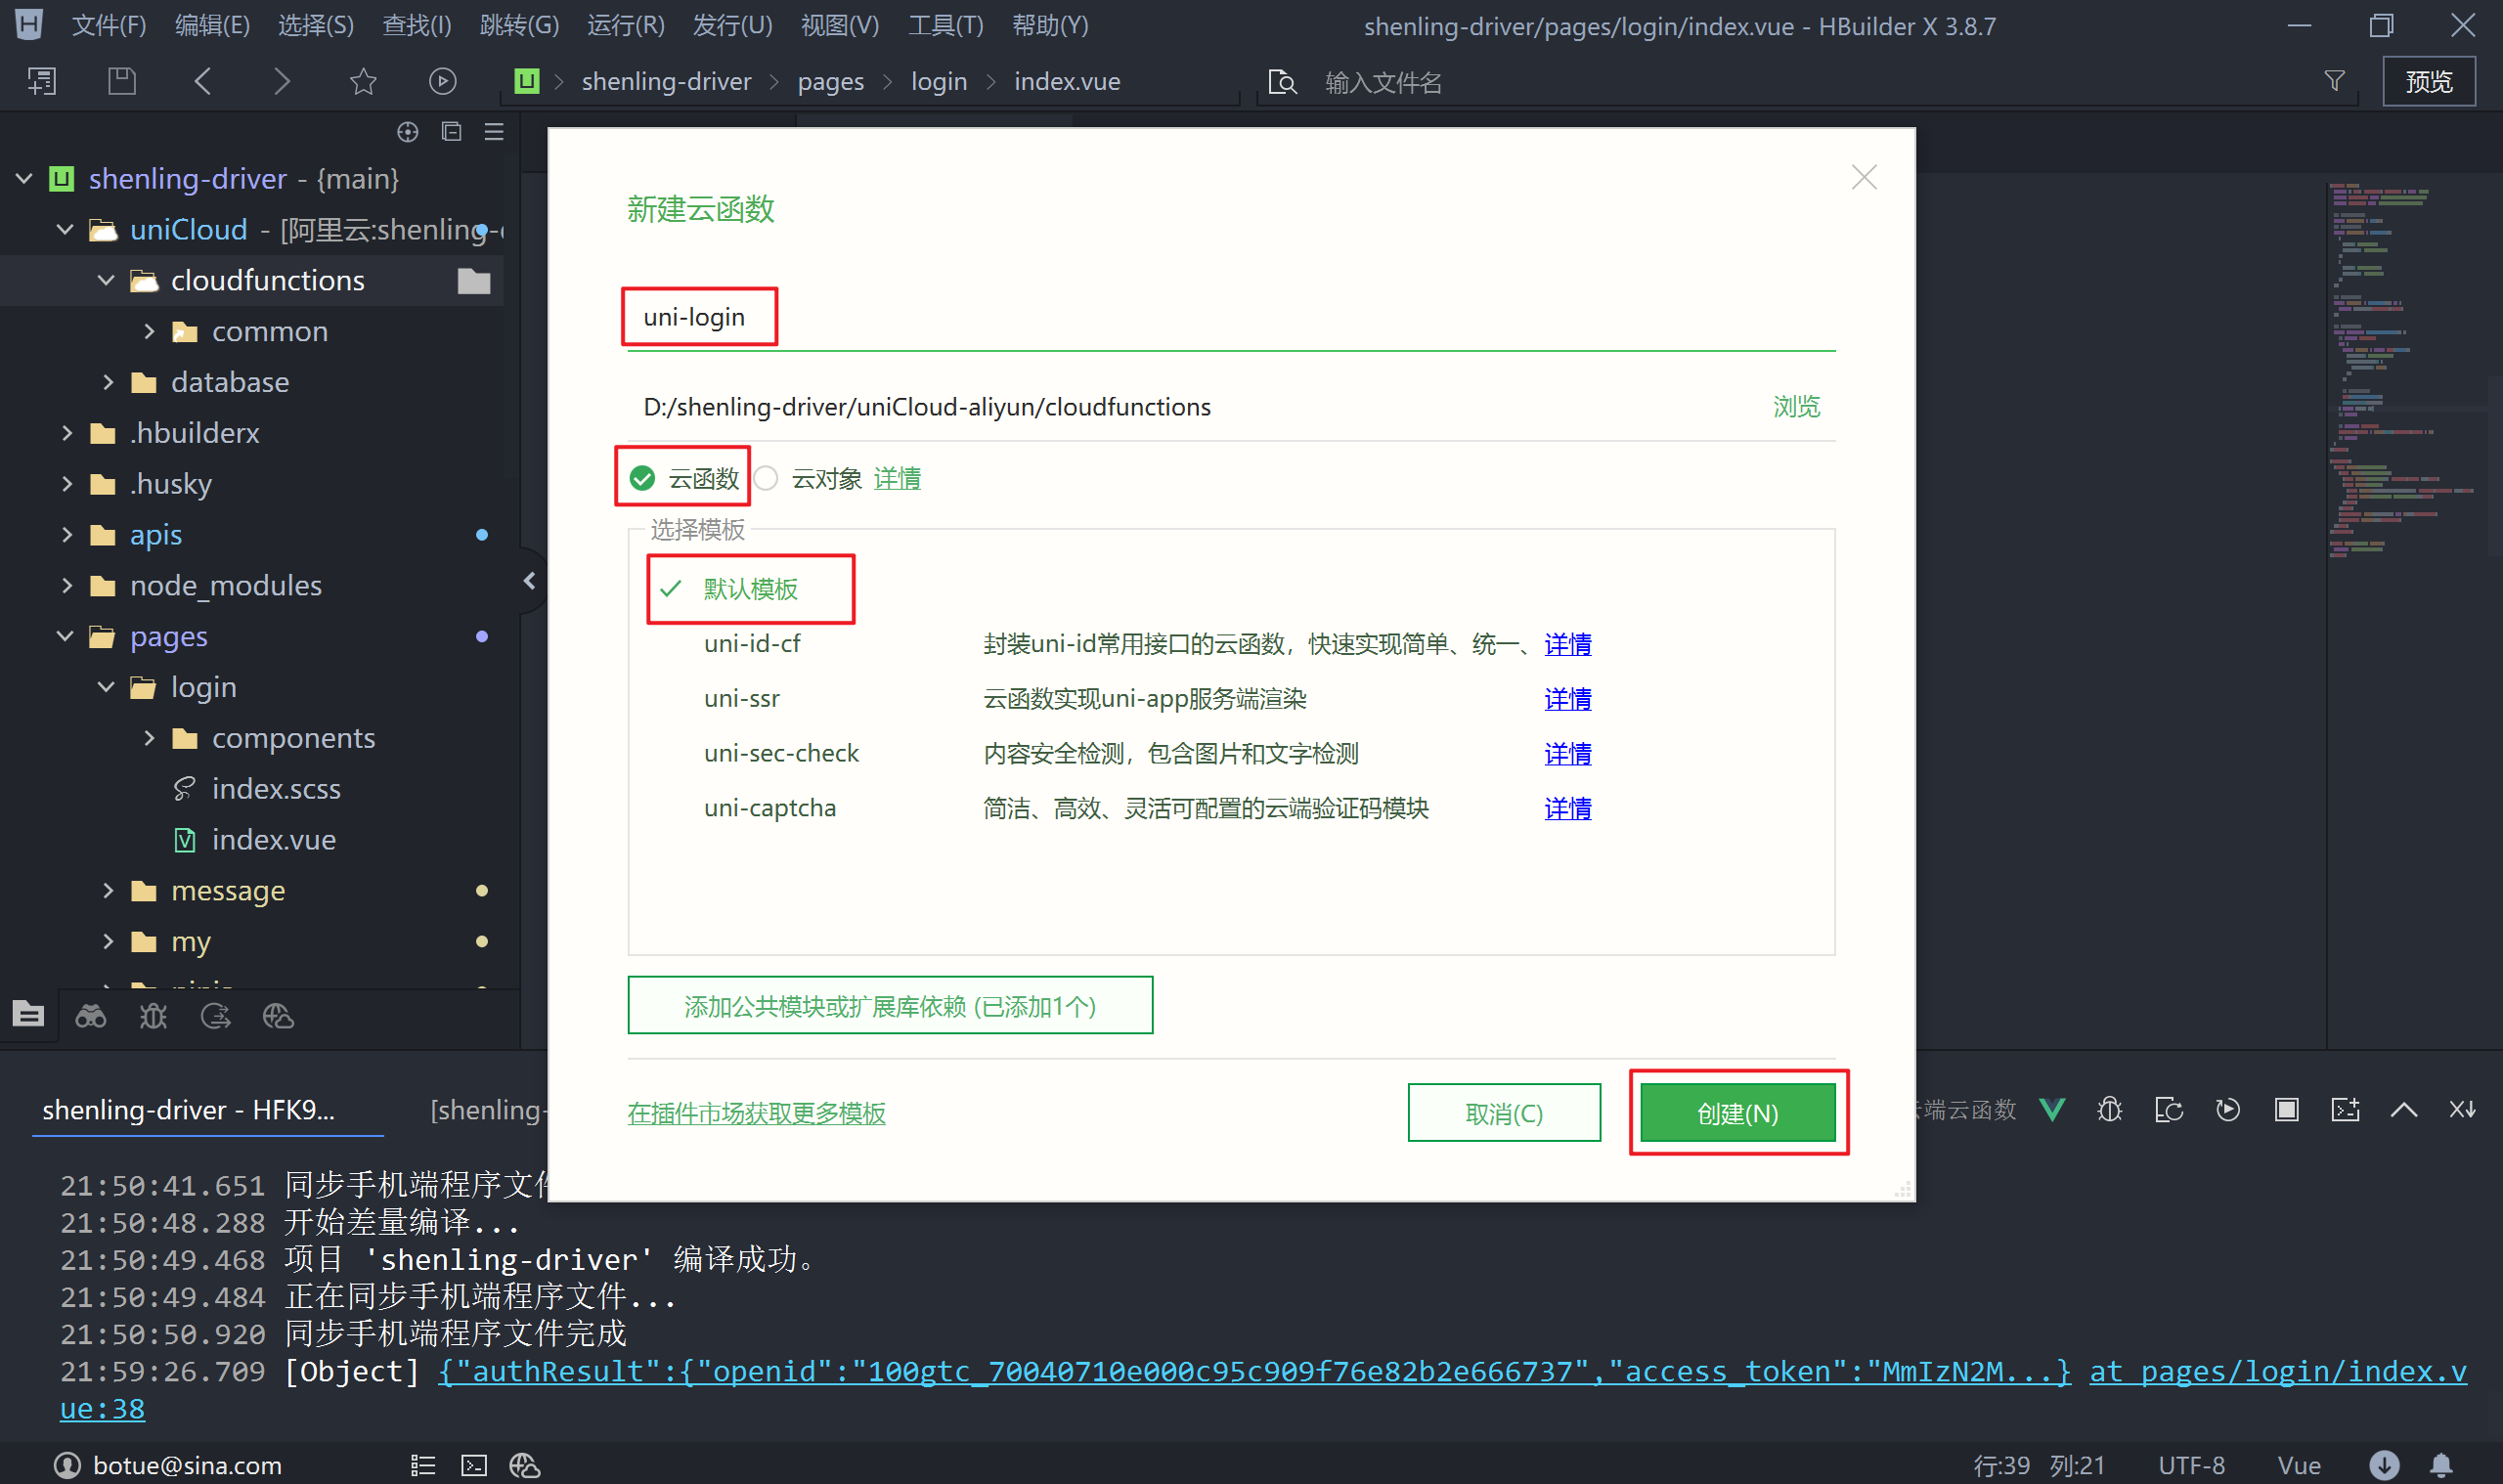 文件(F) 编辑(E) 选择(S) 查找(I) 跳转(G) 运行(R) 发行(U) 视图(V) 工具(T) 帮助(Y) shenling-driver/pages/login/index.vue - HBuilder X 3.8.7
shenling-driver pages login index.vue 输入文件名 预览
shenling-driver - {main}
uniCloud - [阿里云:shenling-
cloudfunctions
common
database
.hbuilderx
.husky
apis
node_modules
pages
login
components
index.scss
index.vue
message
my
新建云函数
uni-login
D:/shenling-driver/uniCloud-aliyun/cloudfunctions 浏览
云函数 云对象 详情
选择模板
默认模板
uni-id-cf 封装uni-id常用接口的云函数，快速实现简单、统一、 详情
uni-ssr 云函数实现uni-app服务端渲染 详情
uni-sec-check 内容安全检测，包含图片和文字检测 详情
uni-captcha 简洁、高效、灵活可配置的云端验证码模块 详情
添加公共模块或扩展库依赖 (已添加1个)
在插件市场获取更多模板 取消(C) 创建(N)
shenling-driver - HFK9... [shenling- 端云函数
21:50:41.651 同步手机端程序文件
21:50:48.288 开始差量编译...
21:50:49.468 项目 'shenling-driver' 编译成功。
21:50:49.484 正在同步手机端程序文件...
21:50:50.920 同步手机端程序文件完成
21:59:26.709 [Object] {"authResult":{"openid":"100gtc_70040710e000c95c909f76e82b2e666737","access_token":"MmIzN2M...} at pages/login/index.v
ue:38
botue@sina.com 行:39 列:21 UTF-8 Vue